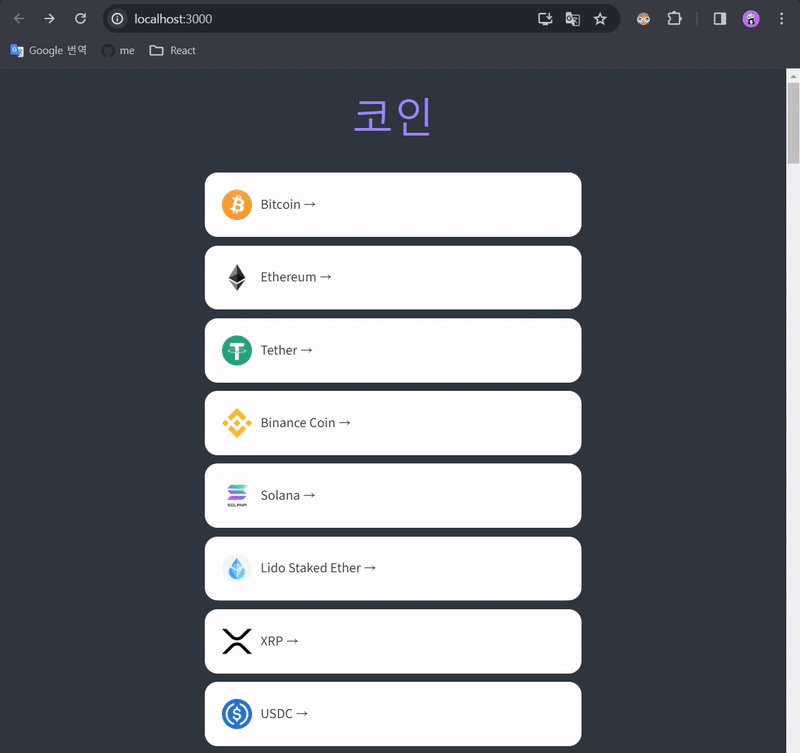 localhost:3000
Google 번역
me
React
코인
Bitcoin →
Ethereum →
Tether →
Binance Coin →
Solana →
SOLANA
Lido Staked Ether →
XRP →
USDC →